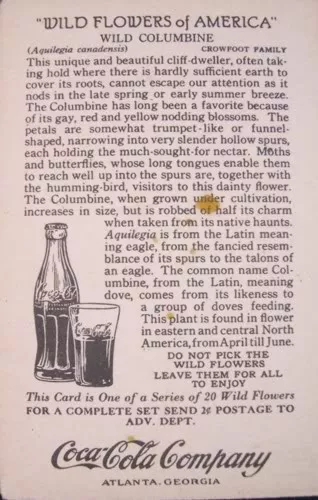 "WILD FLOWERS of AMERICA"
WILD COLUMBINE
(Aquilegia canadensis) CROWFOOT FAMILY
This unique and beautiful cliff-dweller, often tak-
ing hold where there is hardly sufficient earth to
cover its roots, cannot escape our attention as it
nods in the late spring or early summer breeze.
The Columbine has long been a favorite because
of its gay, red and yellow nodding blossoms. The
petals are somewhat trumpet-like or funnel-
shaped, narrowing into very slender hollow spurs,
each holding the much-sought-for nectar. Moths
and butterflies, whose long tongues enable them
to reach well up into the spurs are, together with
the humming-bird, visitors to this dainty flower.
The Columbine, when grown under cultivation,
increases in size, but is robbed of half its charm
when taken from its native haunts.
Aquilegia is from the Latin mean-
ing eagle, from the fancied resem-
blance of its spurs to the talons of
an eagle. The common name Col-
umbine, from the Latin, meaning
dove, comes from its likeness to
a group of doves feeding.
This plant is found in flower
in eastern and central North
America, from April till June.
DO NOT PICK THE
WILD FLOWERS
LEAVE THEM FOR ALL
TO ENJOY
Coca-Cola
Coca-Cola
This Card is One of a Series of 20 Wild Flowers
FOR A COMPLETE SET SEND 2¢ POSTAGE TO
ADV. DEPT.
Coca-Cola Company
ATLANTA, GEORGIA